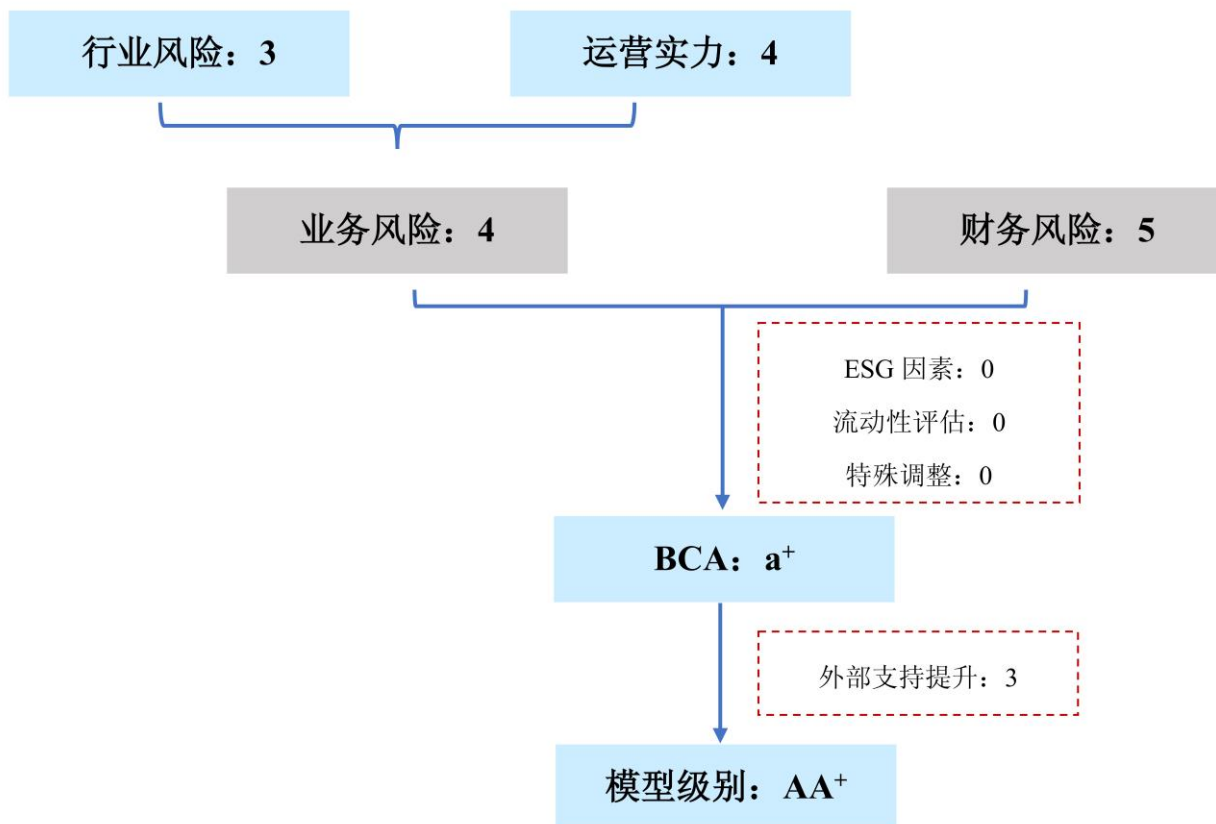 行业风险：3
运营实力：4
业务风险：4
财务风险：5
ESG 因素：0
流动性评估：0
特殊调整：0
BCA：a⁺
外部支持提升：3
模型级别：AA⁺